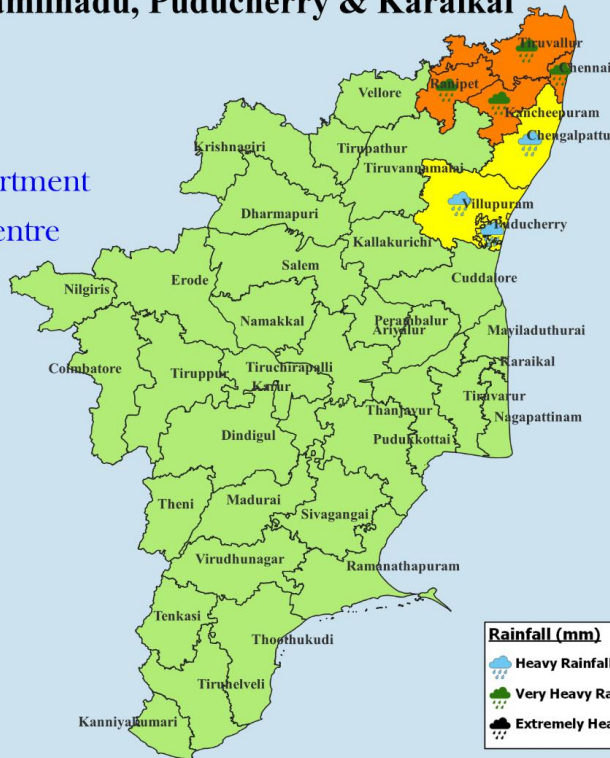 Puducherry & Karaikal
Tiruvallur
Chennai
Ranipet
Vellore
Kancheepuram
Chengalpattu
Krishnagiri
Tirupathur
Tiruvannamalai
artment
entre
Villupuram
Dharmapuri
Puducherry
Kallakurichi
Salem
Cuddalore
Erode
Nilgiris
Namakkal
Perambalur
Ariyalur
Mayiladuthurai
Coimbatore
Tiruppur
Tiruchirapalli
Karaikal
Karur
Tiruvarur
Thanjavur
Nagapattinam
Dindigul
Pudukkottai
Theni
Madurai
Sivagangai
Virudhunagar
Ramanathapuram
Tenkasi
Thoothukudi
Tirunelveli
Kanniyakumari
Rainfall (mm)
Heavy Rainfall
Very Heavy Ra
Extremely Hea